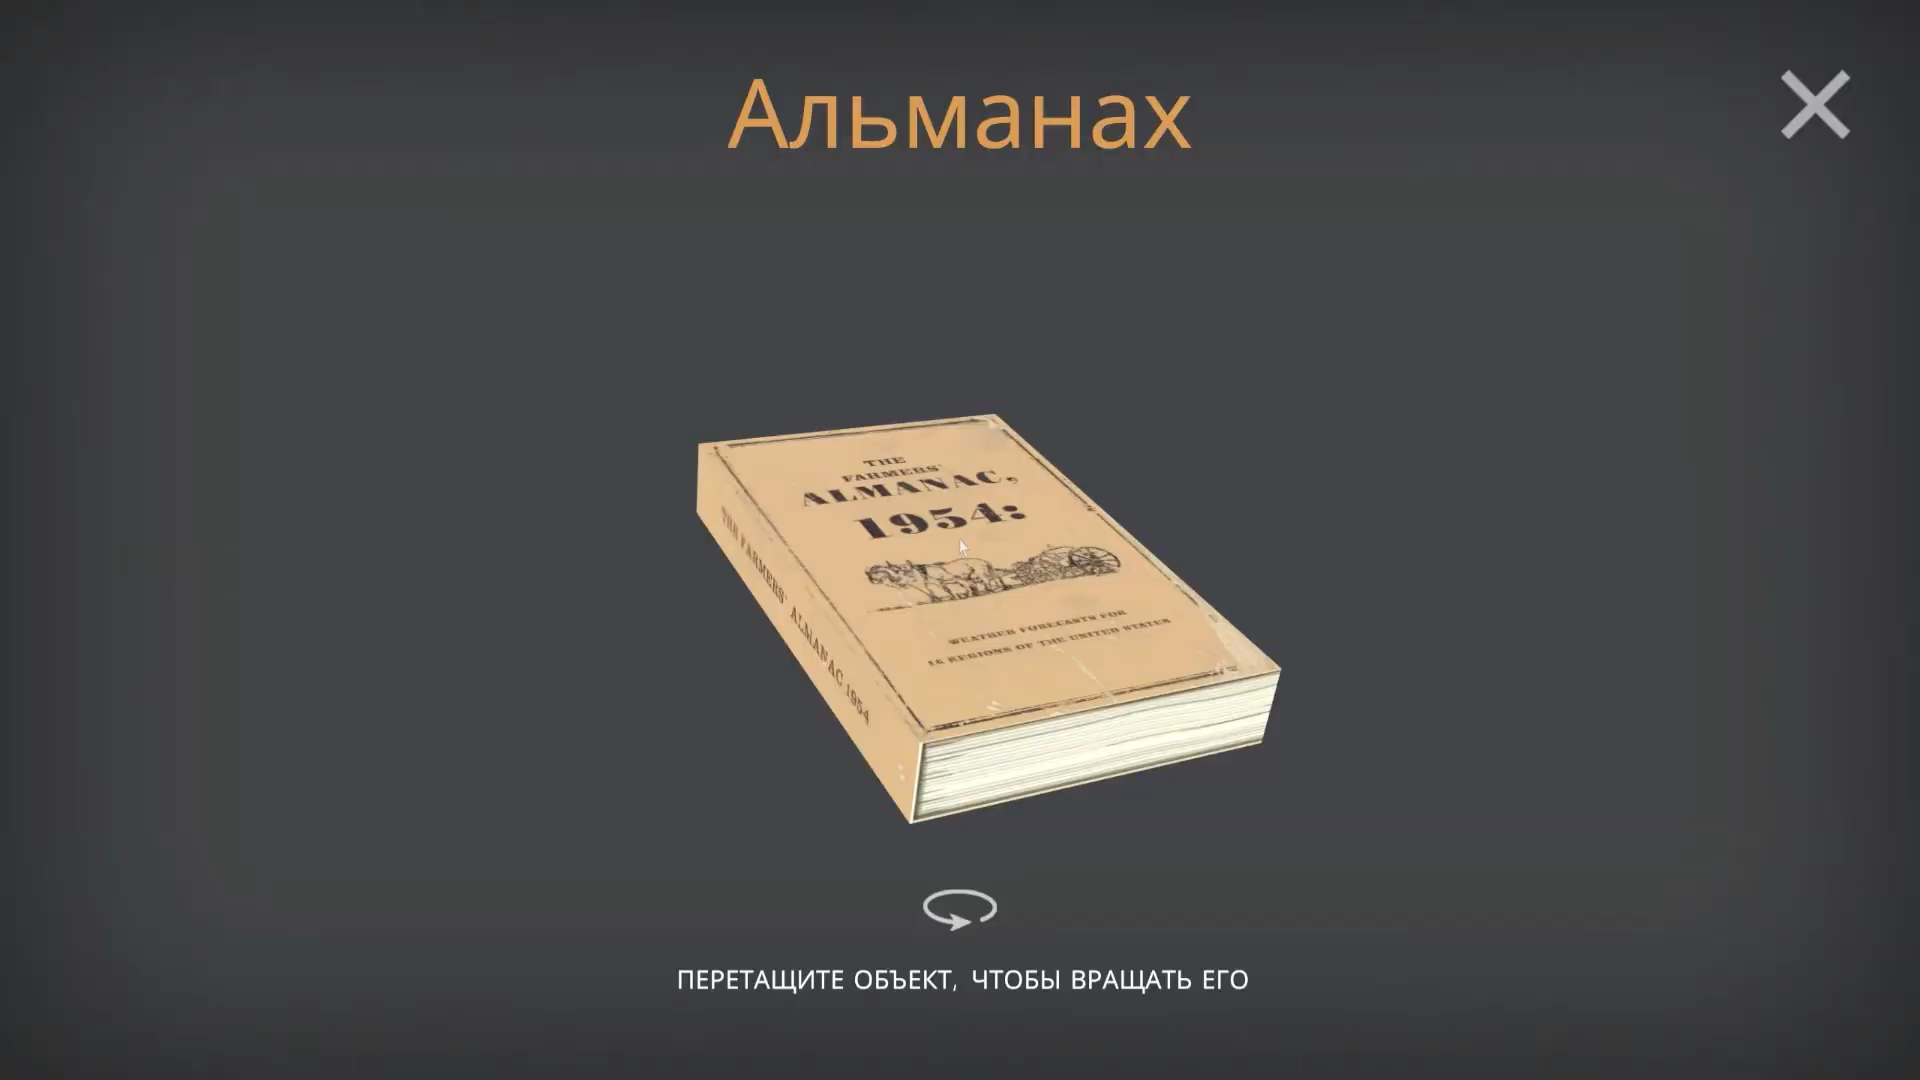 Альманах
THE
FARMERS'
ALMANAC,
1954:
WEATHER FORECASTS FOR
16 REGIONS OF THE UNITED STATES
THE FARMERS' ALMANAC 1954
ПЕРЕТАЩИТЕ ОБЪЕКТ, ЧТОБЫ ВРАЩАТЬ ЕГО